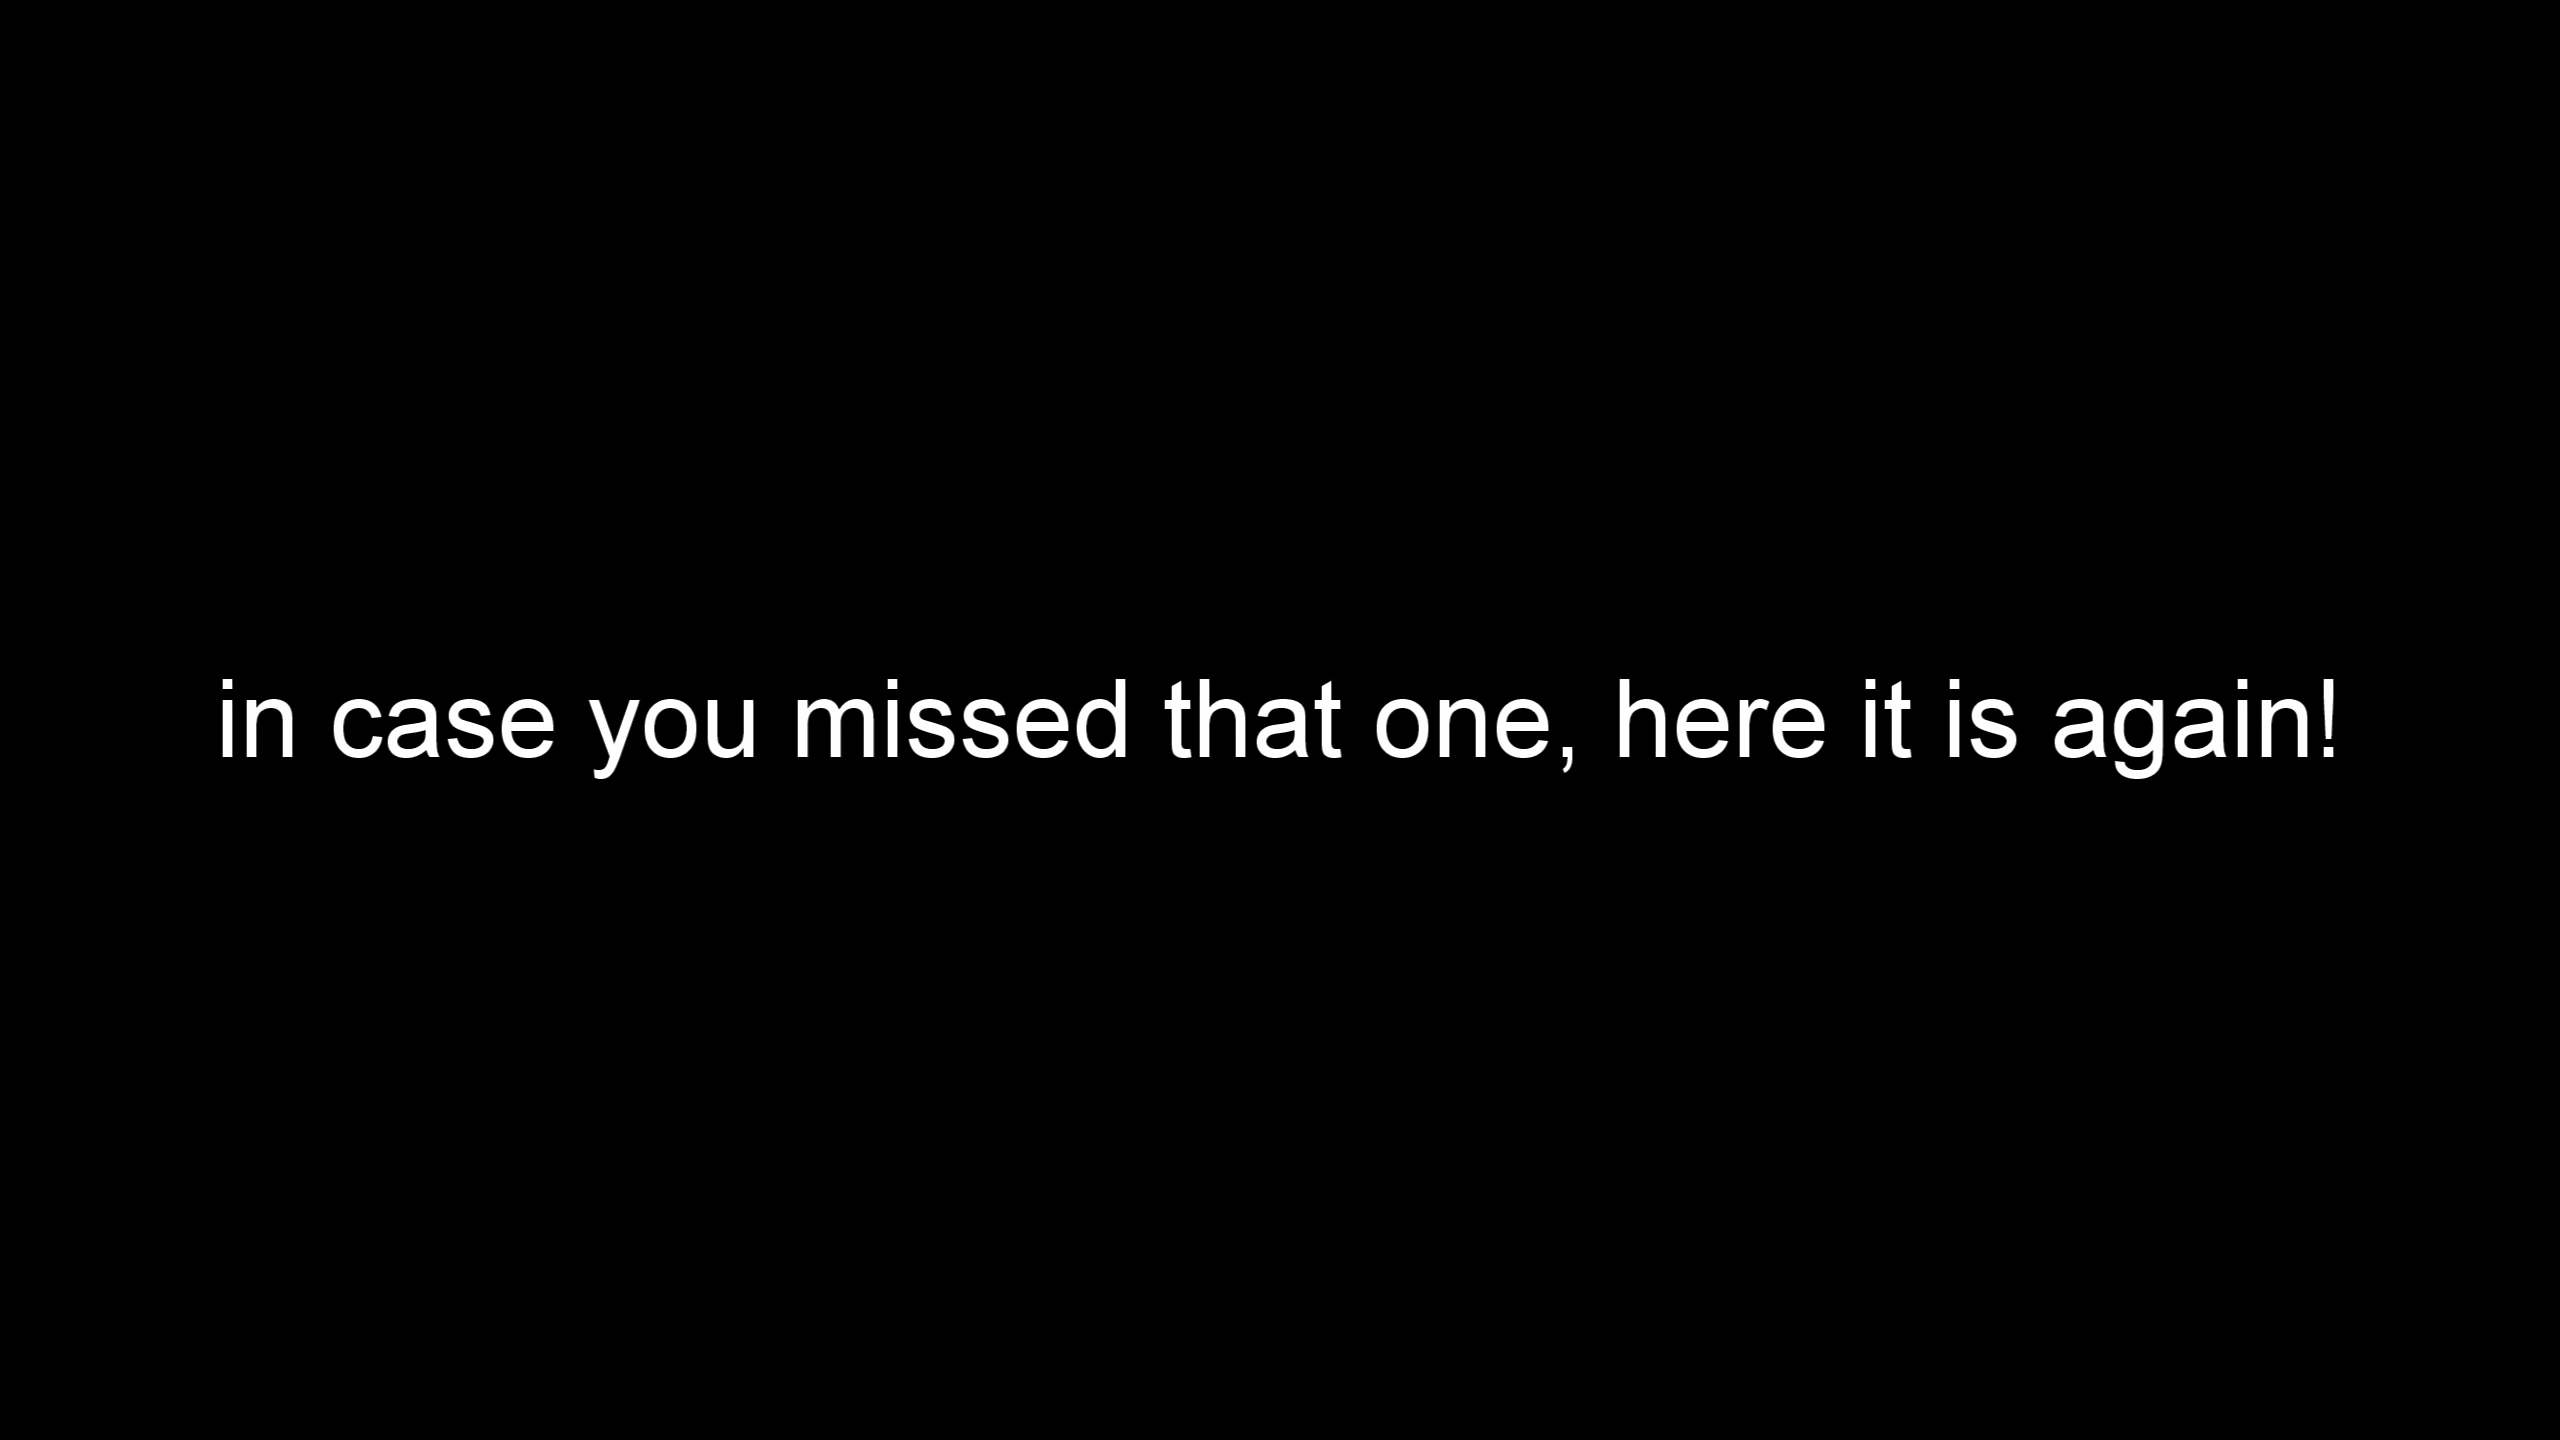 in case you missed that one, here it is again!